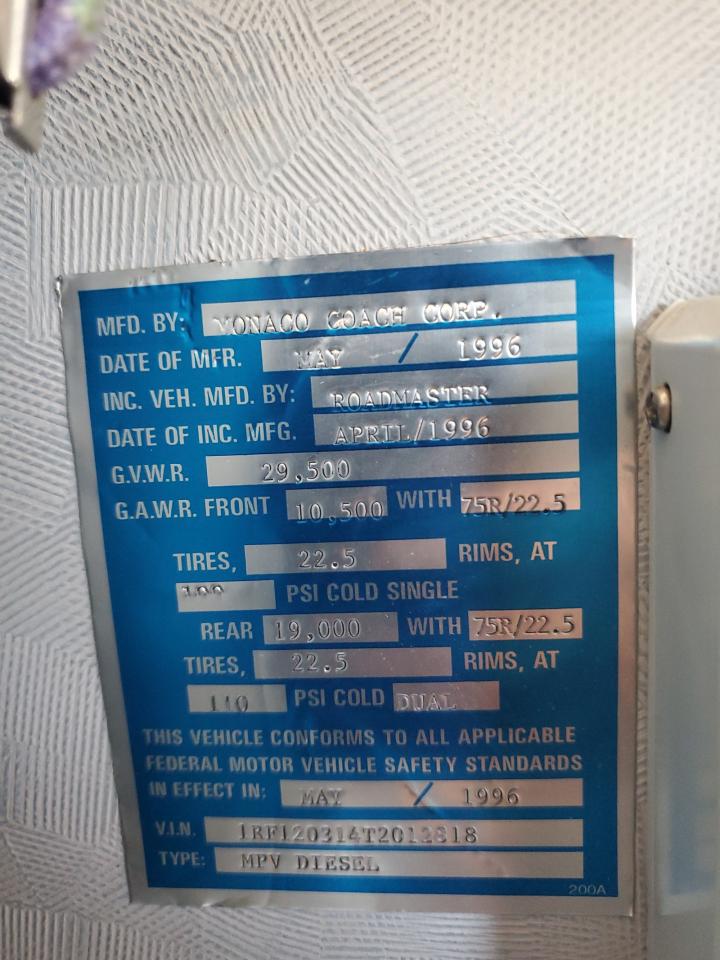 MFD. BY: MONACO COACH CORP.
DATE OF MFR. MAY / 1996
INC. VEH. MFD. BY: ROADMASTER
DATE OF INC. MFG. APRIL/1996
G.V.W.R. 29,500
G.A.W.R. FRONT 10,500 WITH 75R/22.5
TIRES, 22.5 RIMS, AT
PSI COLD SINGLE
REAR 19,000 WITH 75R/22.5
TIRES, 22.5 RIMS, AT
110 PSI COLD DUAL
THIS VEHICLE CONFORMS TO ALL APPLICABLE
FEDERAL MOTOR VEHICLE SAFETY STANDARDS
IN EFFECT IN: MAY / 1996
V.I.N.
TYPE: MPV DIESEL
200A